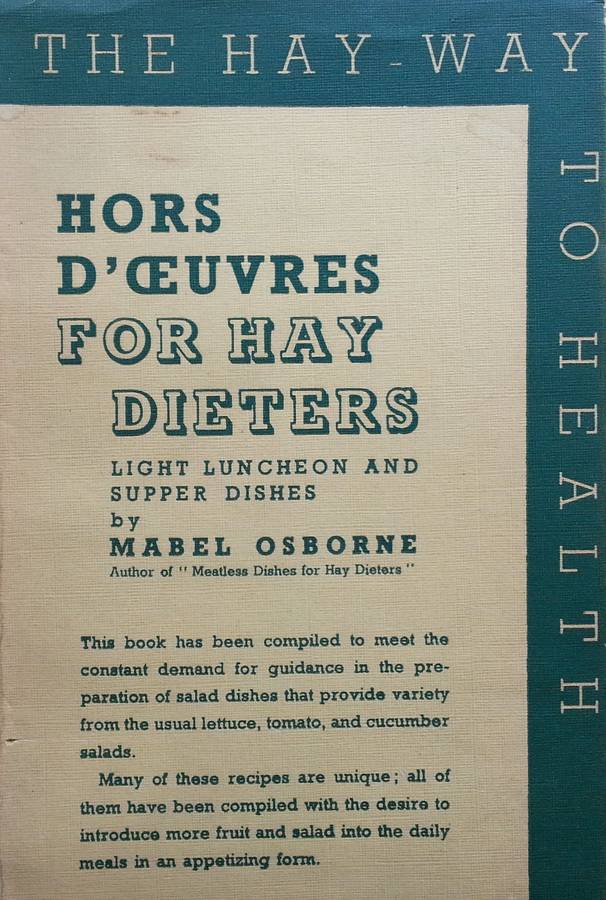 THE HAY-WAY
TO HEALTH
HORS
D'ŒUVRES
FOR HAY
DIETERS
LIGHT LUNCHEON AND
SUPPER DISHES
by
MABEL OSBORNE
Author of "Meatless Dishes for Hay Dieters"
This book has been compiled to meet the
constant demand for guidance in the pre-
paration of salad dishes that provide variety
from the usual lettuce, tomato, and cucumber
salads.
Many of these recipes are unique; all of
them have been compiled with the desire to
introduce more fruit and salad into the daily
meals in an appetizing form.